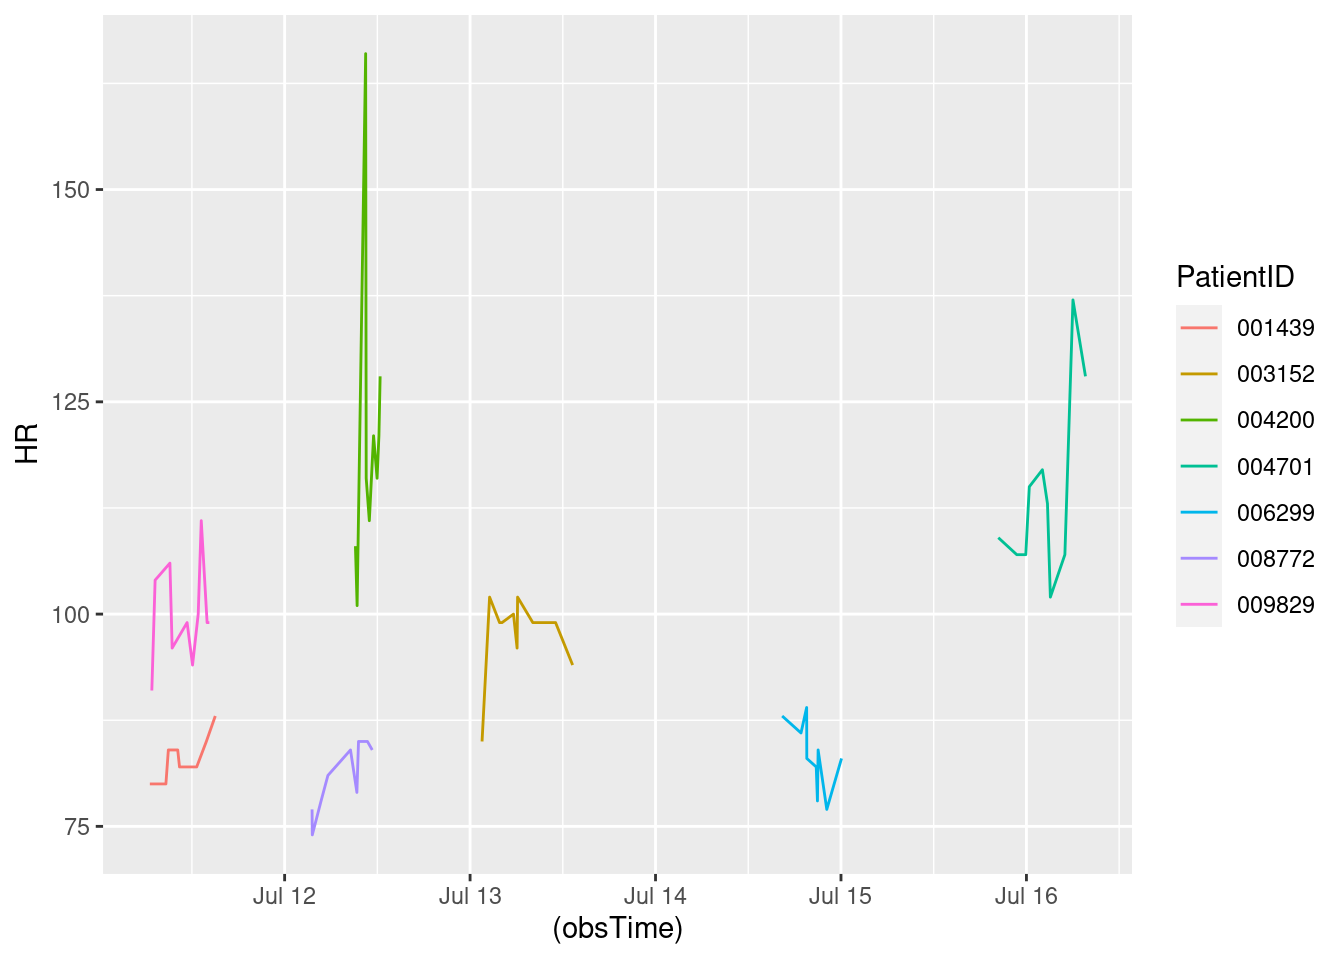 150
125
100
75
HR
Jul 12
Jul 13
Jul 14
Jul 15
Jul 16
(obsTime)
PatientID
001439
003152
004200
004701
006299
008772
009829